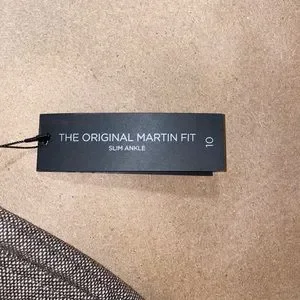 THE ORIGINAL MARTIN FIT
SLIM ANKLE
10